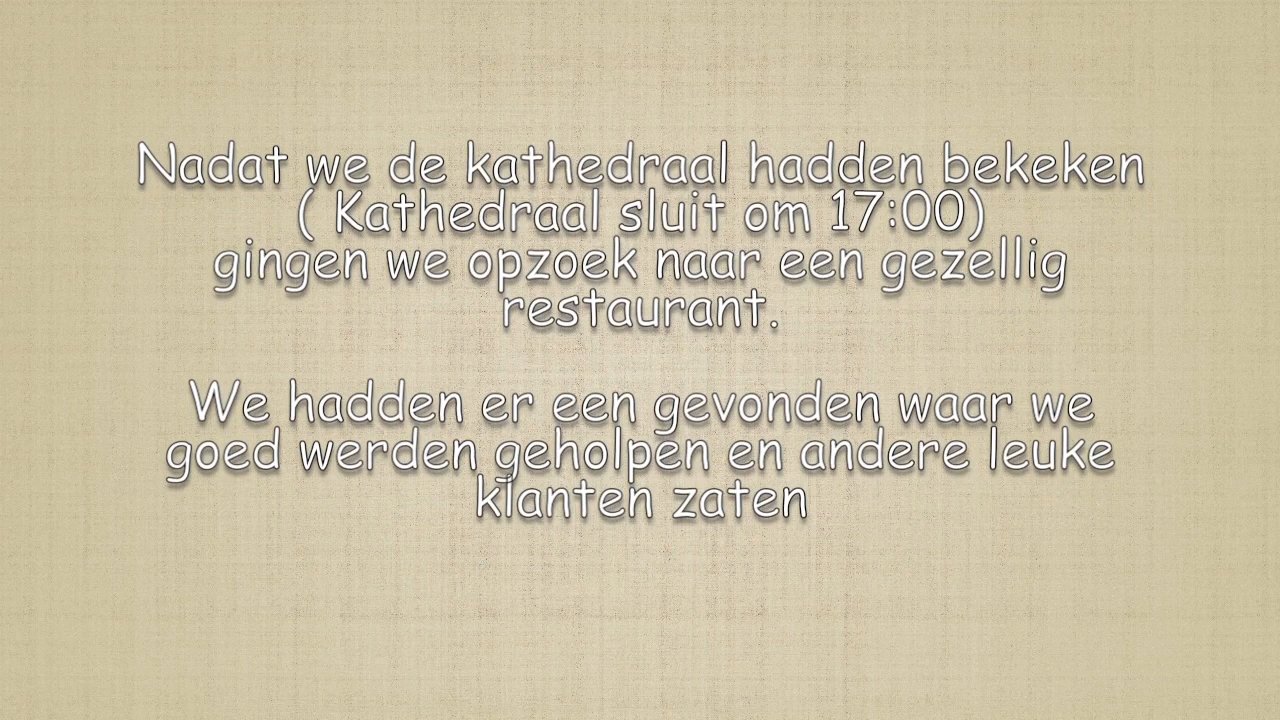 Nadat we de kathedraal hadden bekeken
( Kathedraal sluit om 17:00)
gingen we opzoek naar een gezellig
restaurant.
We hadden er een gevonden waar we
goed werden geholpen en andere leuke
klanten zaten